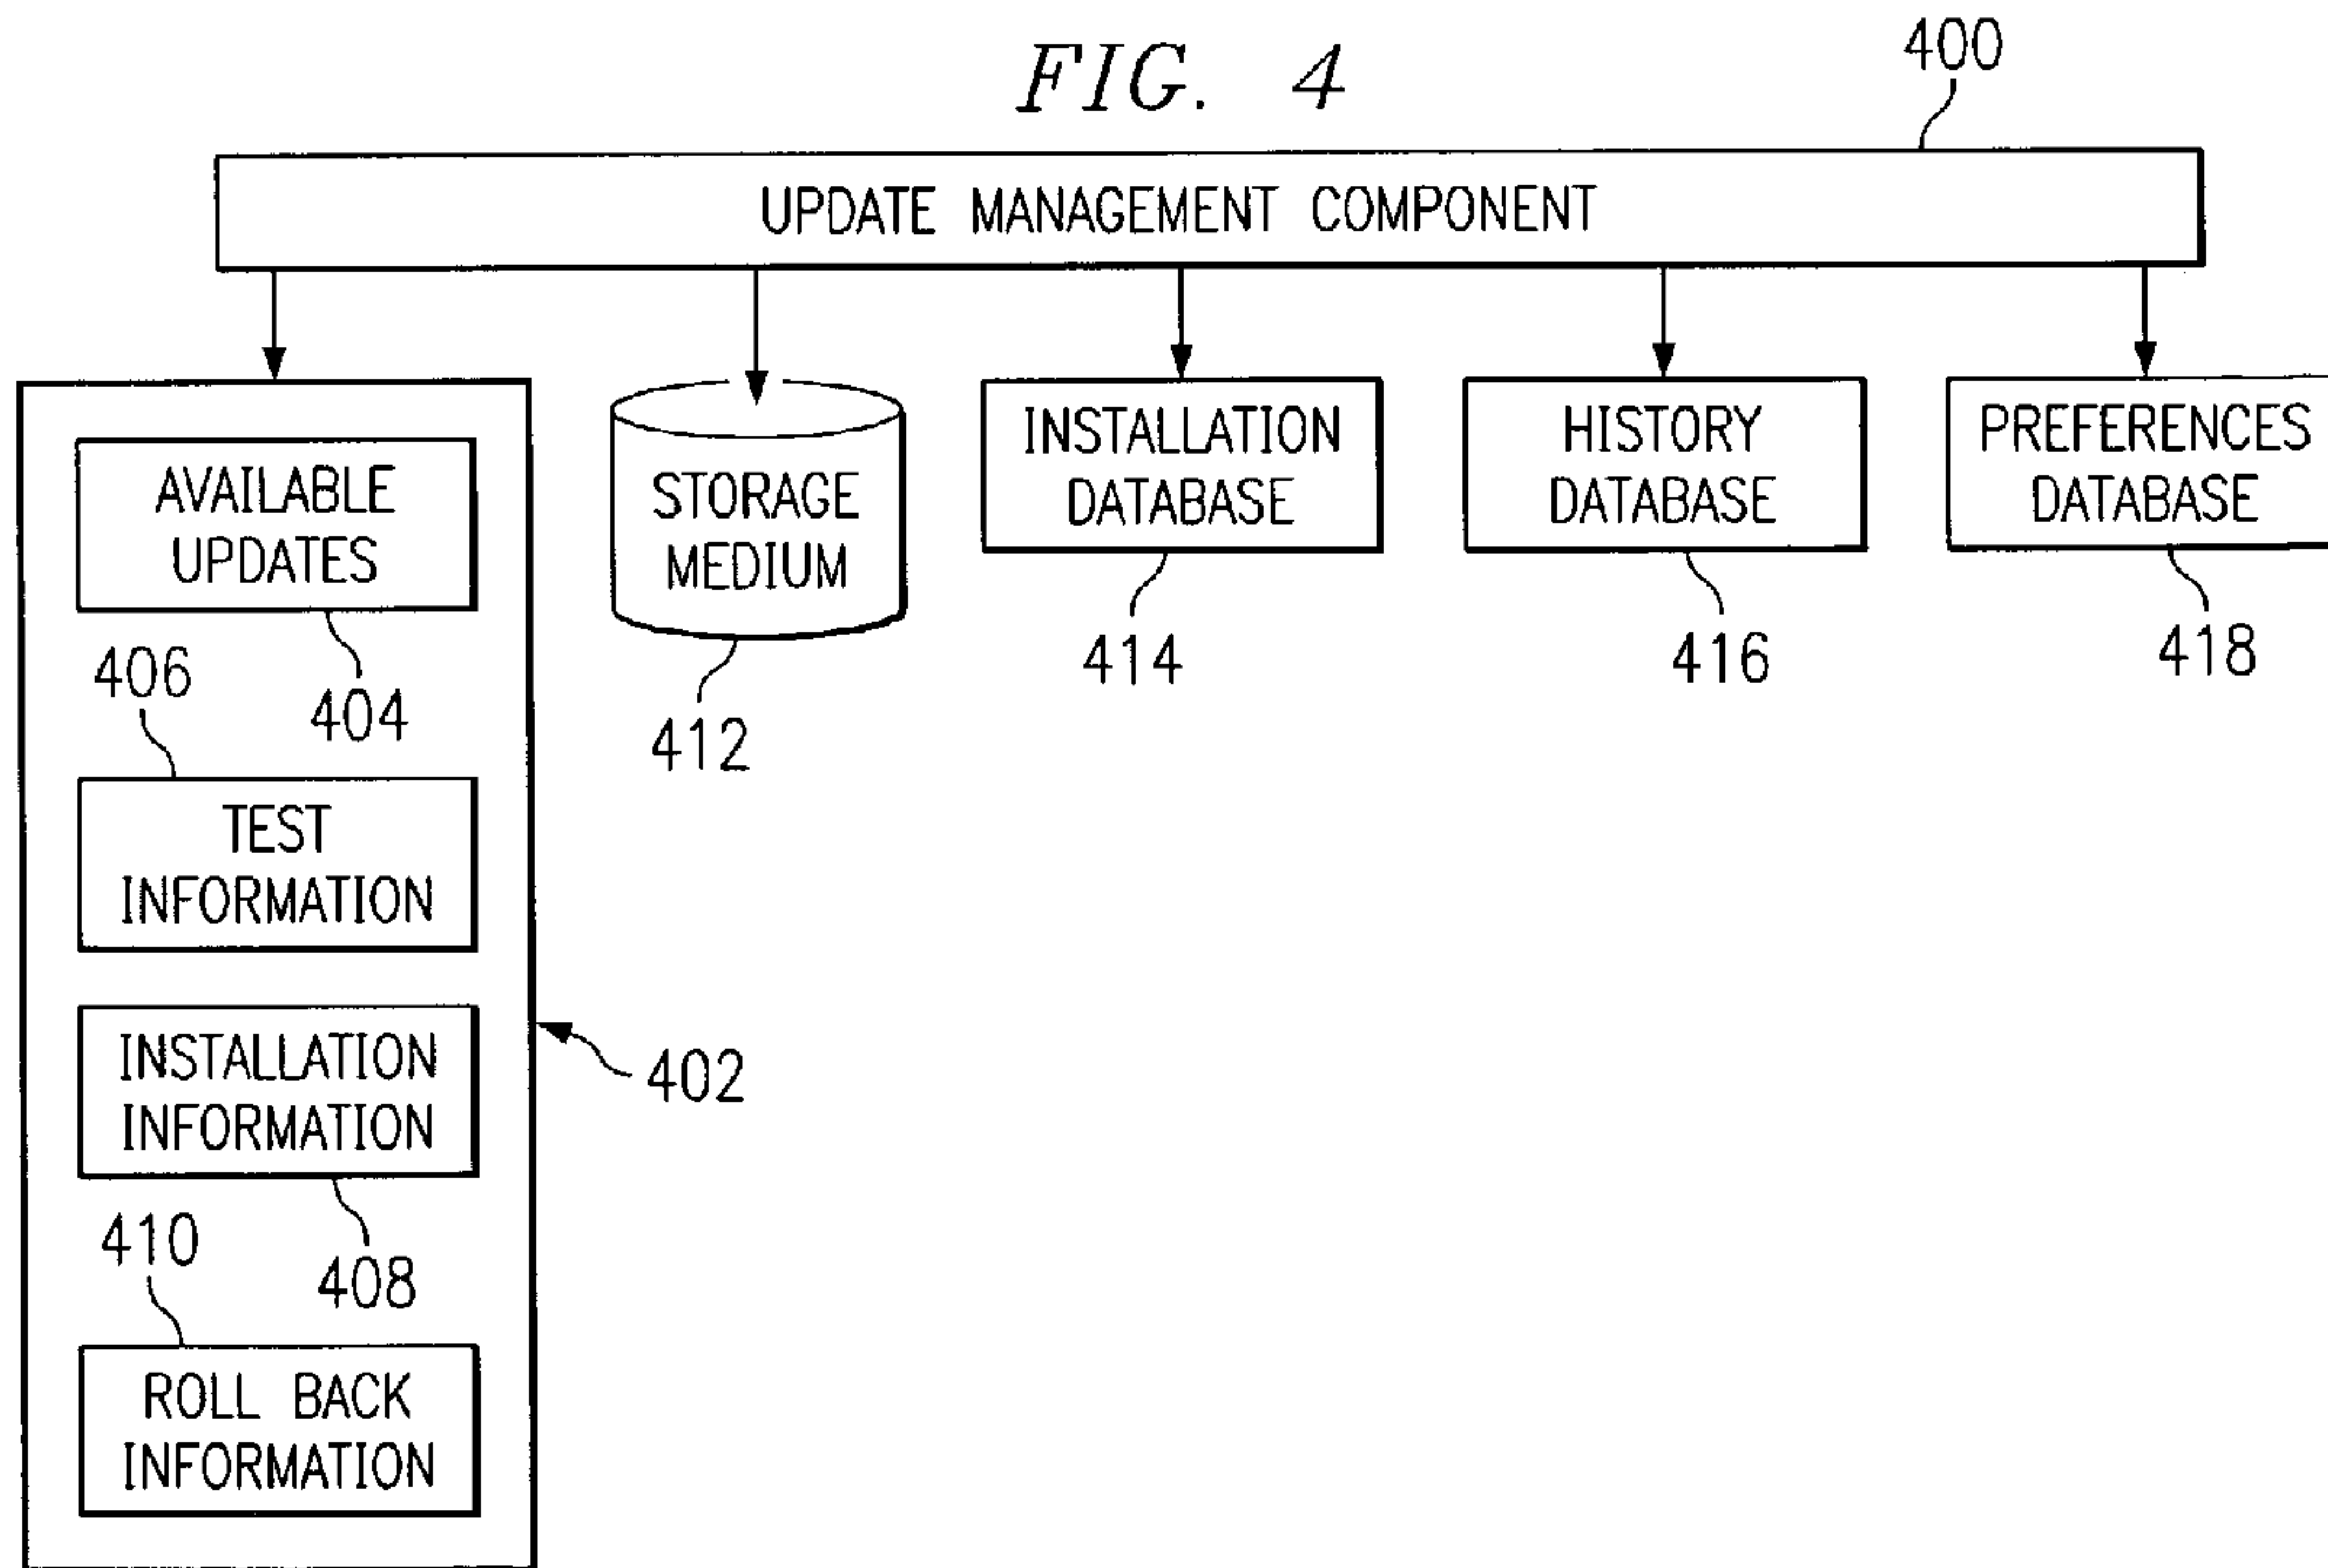 FIG. 4
400
UPDATE MANAGEMENT COMPONENT
AVAILABLE
UPDATES
404
406
TEST
INFORMATION
INSTALLATION
INFORMATION
408
410
ROLL BACK
INFORMATION
402
STORAGE
MEDIUM
412
INSTALLATION
DATABASE
414
HISTORY
DATABASE
416
PREFERENCES
DATABASE
418